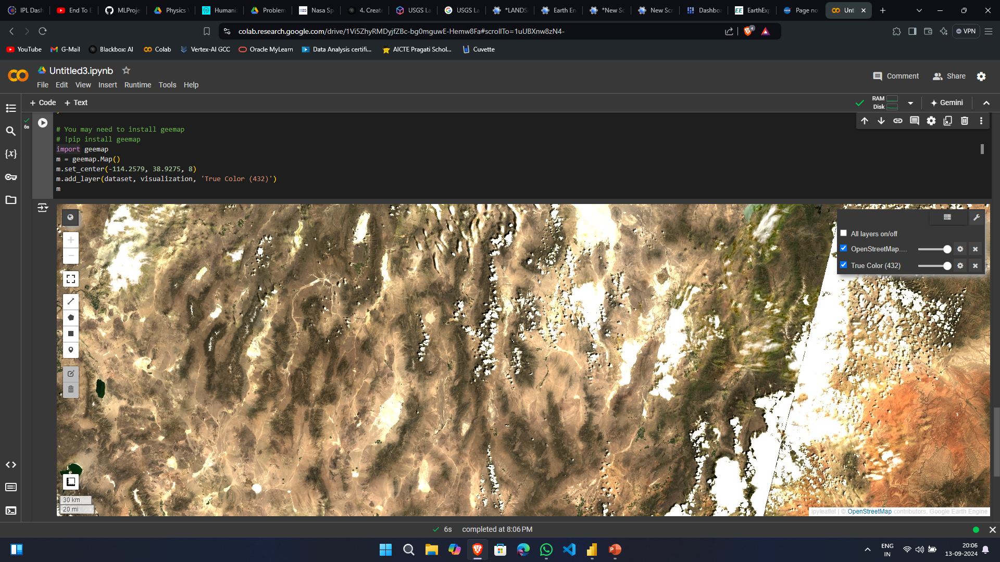 IPL Dash
End To E
MLProje
Physics
Humaniz
Problem
Nasa Sp
4. Create
USGS La
USGS La
*LANDS
Earth En
*New Sc
New Scr
Dashboa
EarthExp
Page no
Unti
colab.research.google.com/drive/1Vi5ZhyRMDyjfZBc-bg0mguwE-Hemw8Fa#scrollTo=1uUBXnw8zN4-
4
VPN
YouTube
G-Mail
Blackbox: AI
Colab
Vertex-AI GCC
Oracle MyLearn
Data Analysis certifi...
AICTE Pragati Schol...
Cuvette
Untitled3.ipynb
Comment
Share
File Edit View Insert Runtime Tools Help
+ Code + Text
RAM
Disk
Gemini
6s
# You may need to install geemap
# !pip install geemap
import geemap
m = geemap.Map()
m.set_center(-114.2579, 38.9275, 8)
m.add_layer(dataset, visualization, 'True Color (432)')
m
All layers on/off
OpenStreetMap....
True Color (432)
30 km
20 mi
ipyleaflet | © OpenStreetMap contributors, Google Earth Engine
6s completed at 8:06 PM
ENG
IN
20:06
13-09-2024